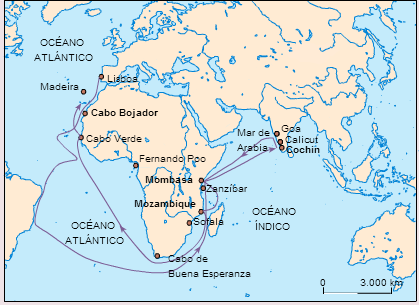 OCÉANO
ATLÁNTICO
Lisboa
Madeira
Cabo Bojador
Cabo Verde
Fernando Poo
Mar de
Arabia
Goa
Calicut
Cochín
Mombasa
Zanzíbar
Mozambique
Sofala
OCÉANO
ATLÁNTICO
OCÉANO
ÍNDICO
Cabo de
Buena Esperanza
0
3.000 km